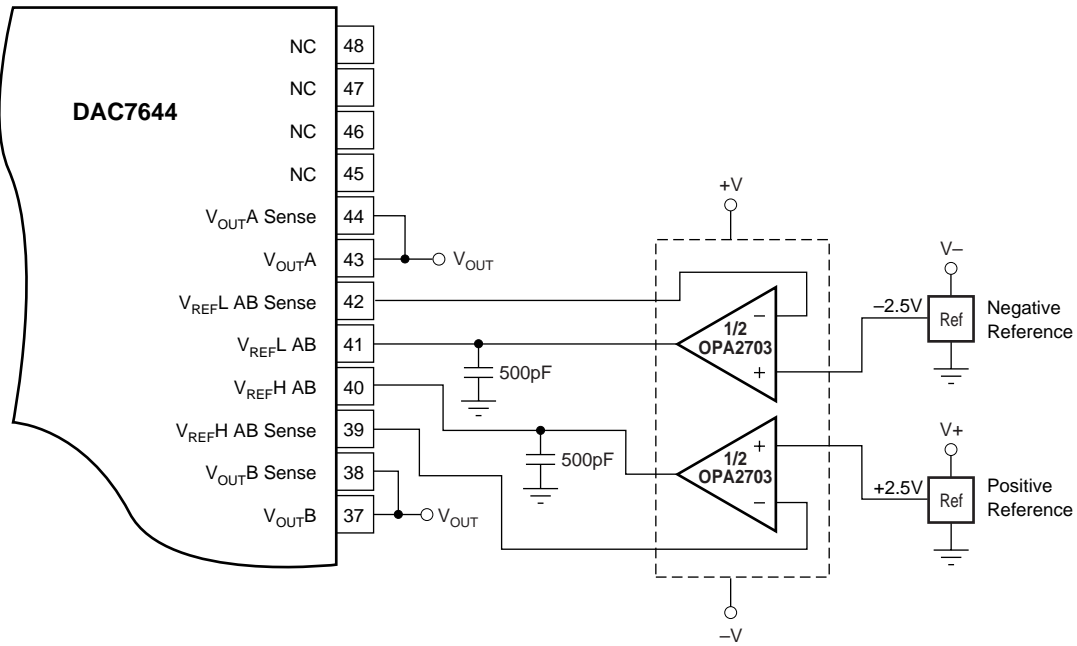 DAC7644
NC 48
NC 47
NC 46
NC 45
VOUTA Sense 44
VOUTA 43
VOUT
VREFL AB Sense 42
VREFL AB 41
VREFH AB 40
VREFH AB Sense 39
VOUTB Sense 38
VOUTB 37
VOUT
500pF
500pF
+V
–
1/2
OPA2703
+
+
1/2
OPA2703
–
–V
V–
–2.5V
Ref
Negative
Reference
V+
+2.5V
Ref
Positive
Reference